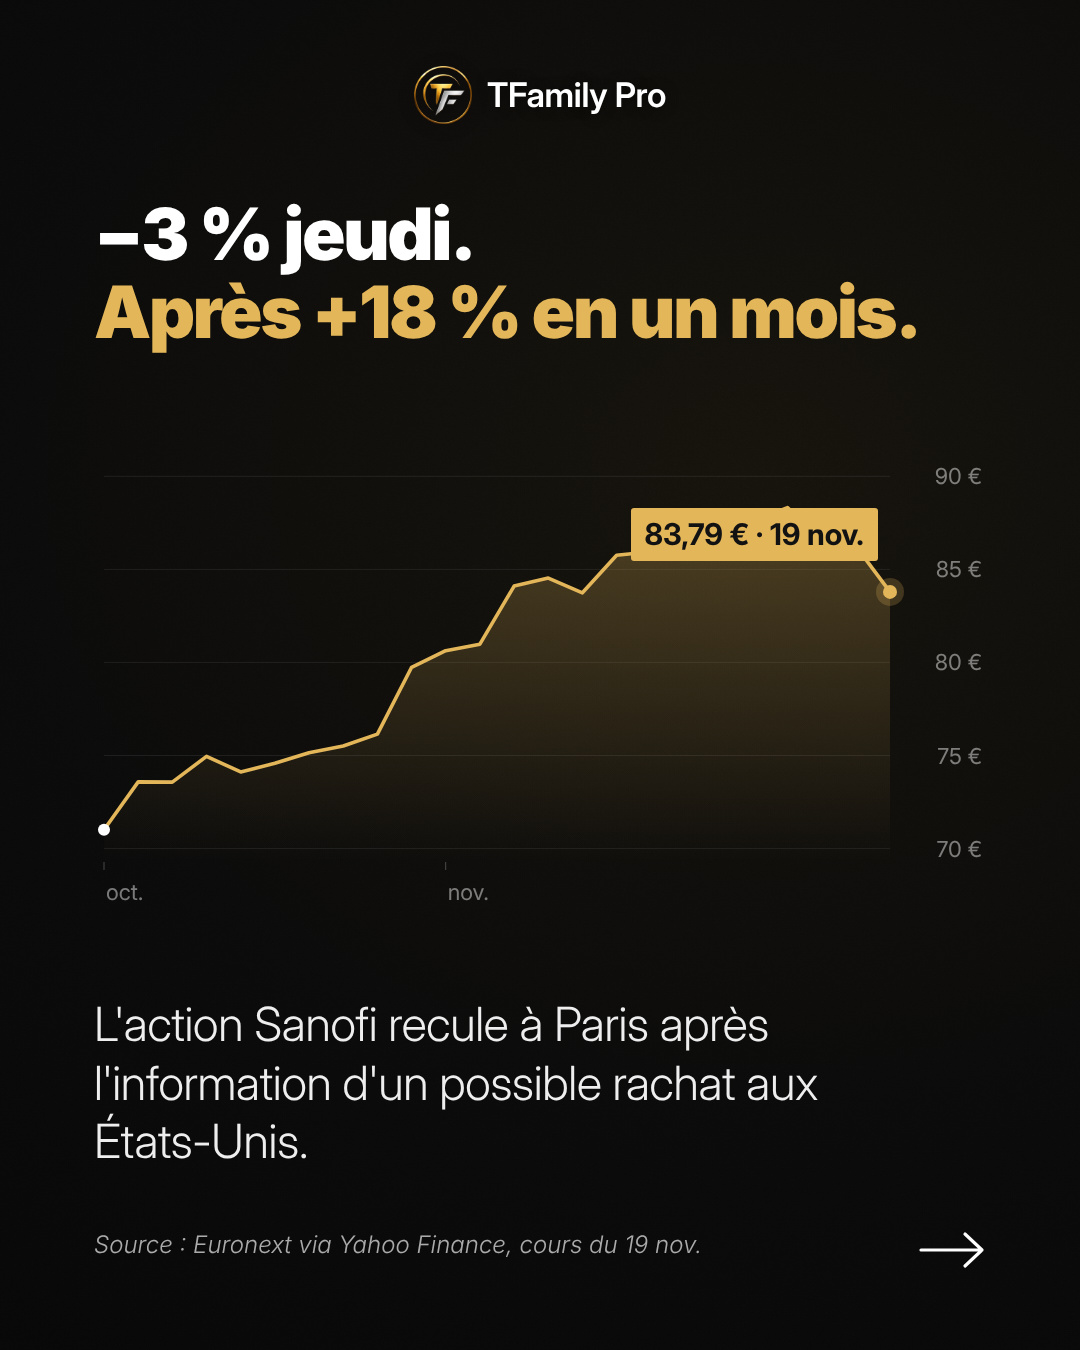 TF TFamily Pro
–3 % jeudi.
Après +18 % en un mois.
90 €
83,79 € · 19 nov.
85 €
80 €
75 €
70 €
oct.
nov.
L'action Sanofi recule à Paris après
l'information d'un possible rachat aux
États-Unis.
Source : Euronext via Yahoo Finance, cours du 19 nov.